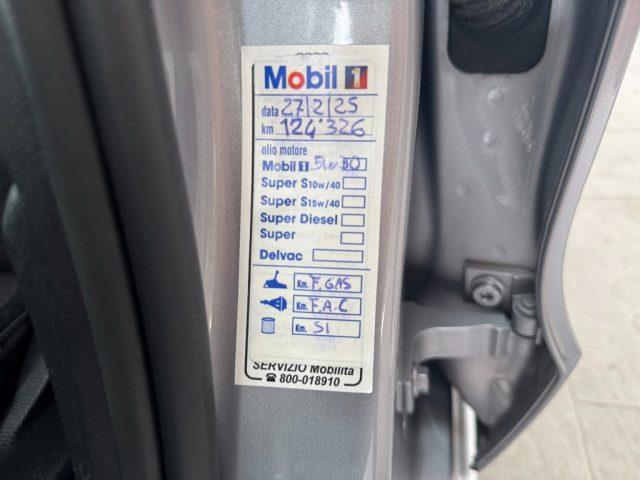 Mobil 1
data 27/2/25
km 124'326
olio motore
Mobil 1 5W30
Super S10w/40
Super S15w/40
Super Diesel
Super
Delvac
Km. F. GAS
Km. F.A.C
Km. SI
SERVIZIO Mobilità
☎ 800-018910